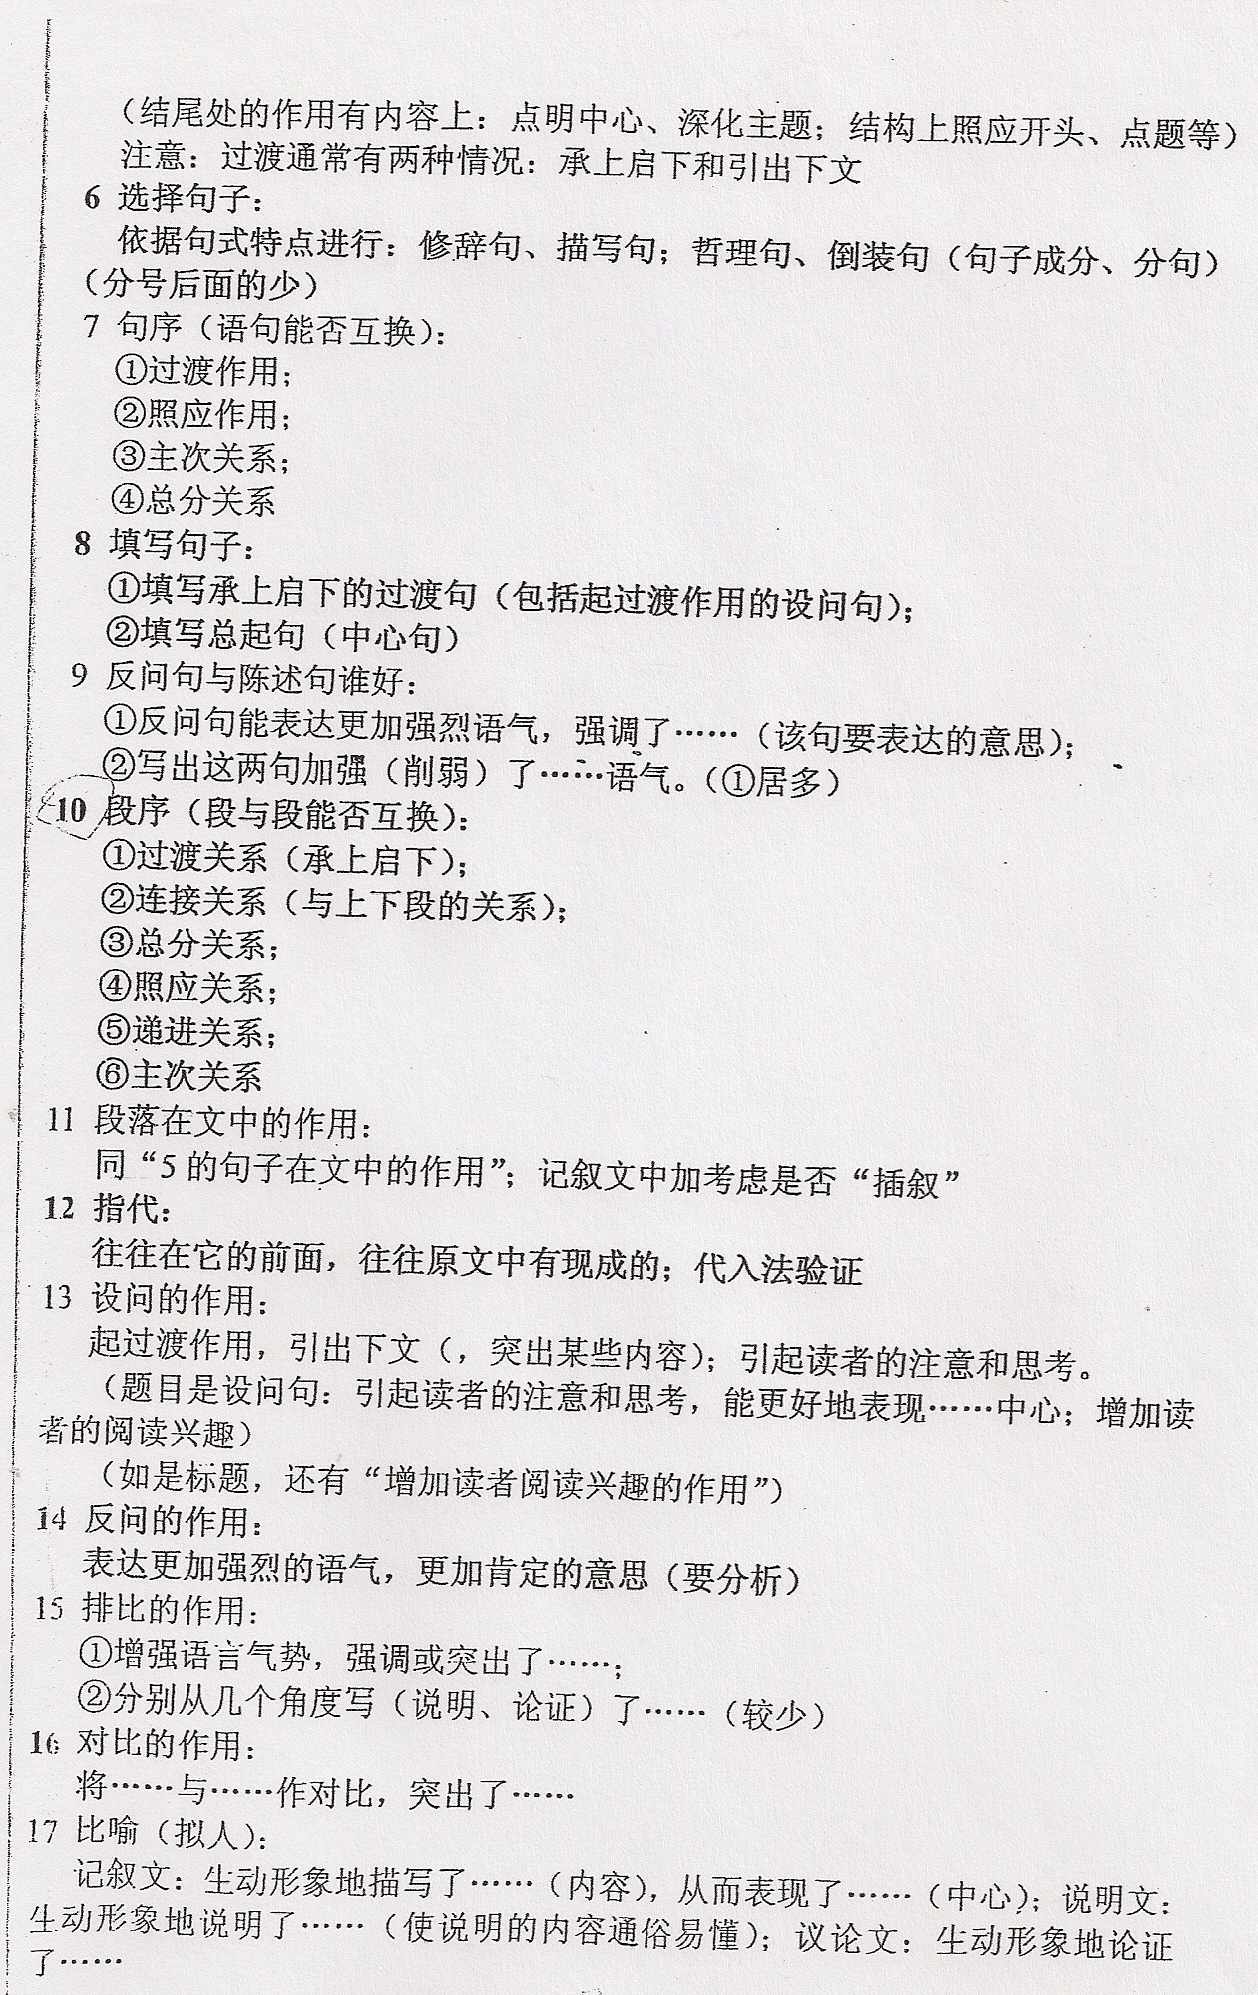 （结尾处的作用有内容上：点明中心、深化主题；结构上照应开头、点题等）
注意：过渡通常有两种情况：承上启下和引出下文
6 选择句子：
依据句式特点进行：修辞句、描写句；哲理句、倒装句（句子成分、分句）
（分号后面的少）
7 句序（语句能否互换）：
①过渡作用；
②照应作用；
③主次关系；
④总分关系
8 填写句子：
①填写承上启下的过渡句（包括起过渡作用的设问句）；
②填写总起句（中心句）
9 反问句与陈述句谁好：
①反问句能表达更加强烈语气，强调了……（该句要表达的意思）；
②写出这两句加强（削弱）了……语气。（①居多）
10 段序（段与段能否互换）：
①过渡关系（承上启下）；
②连接关系（与上下段的关系）；
③总分关系；
④照应关系；
⑤递进关系；
⑥主次关系
11 段落在文中的作用：
同“5 的句子在文中的作用”；记叙文中加考虑是否“插叙”
12 指代：
往往在它的前面，往往原文中有现成的；代入法验证
13 设问的作用：
起过渡作用，引出下文（，突出某些内容）；引起读者的注意和思考。
（题目是设问句：引起读者的注意和思考，能更好地表现……中心；增加读
者的阅读兴趣）
（如是标题，还有“增加读者阅读兴趣的作用”）
14 反问的作用：
表达更加强烈的语气，更加肯定的意思（要分析）
15 排比的作用：
①增强语言气势，强调或突出了……；
②分别从几个角度写（说明、论证）了……（较少）
16 对比的作用：
将……与……作对比，突出了……
17 比喻（拟人）：
记叙文：生动形象地描写了……（内容），从而表现了……（中心）；说明文：
生动形象地说明了……（使说明的内容通俗易懂）；议论文：生动形象地论证
了……